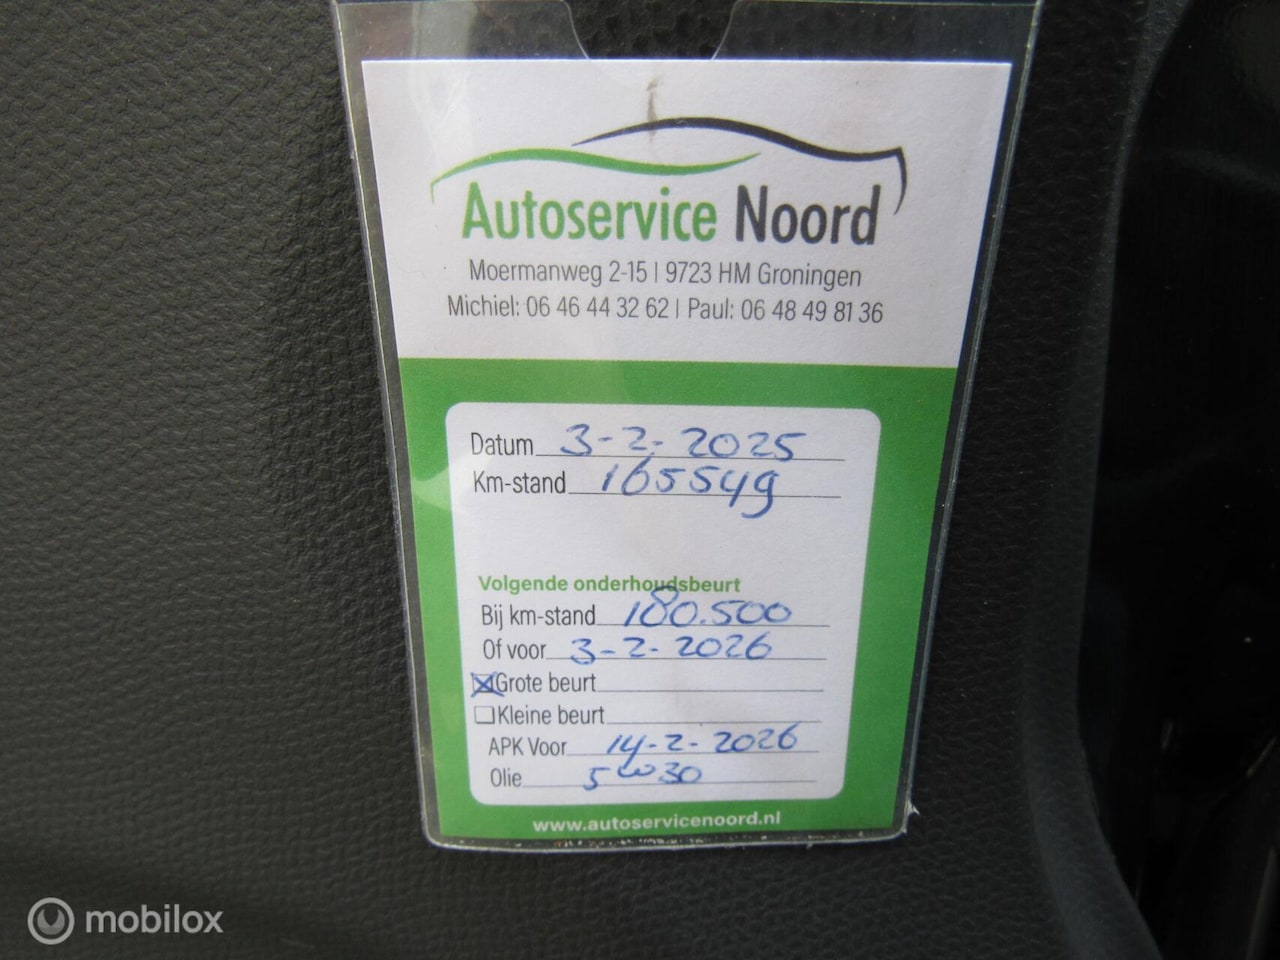 Autoservice Noord
Moermanweg 2-15 | 9723 HM Groningen
Michiel: 06 46 44 32 62 | Paul: 06 48 49 81 36
Datum 3-2-2025
Km-stand 165549
Volgende onderhoudsbeurt
Bij km-stand 180.500
Of voor 3-2-2026
Grote beurt
Kleine beurt
APK Voor 14-2-2026
Olie 5W30
www.autoservicenoord.nl
mobilox